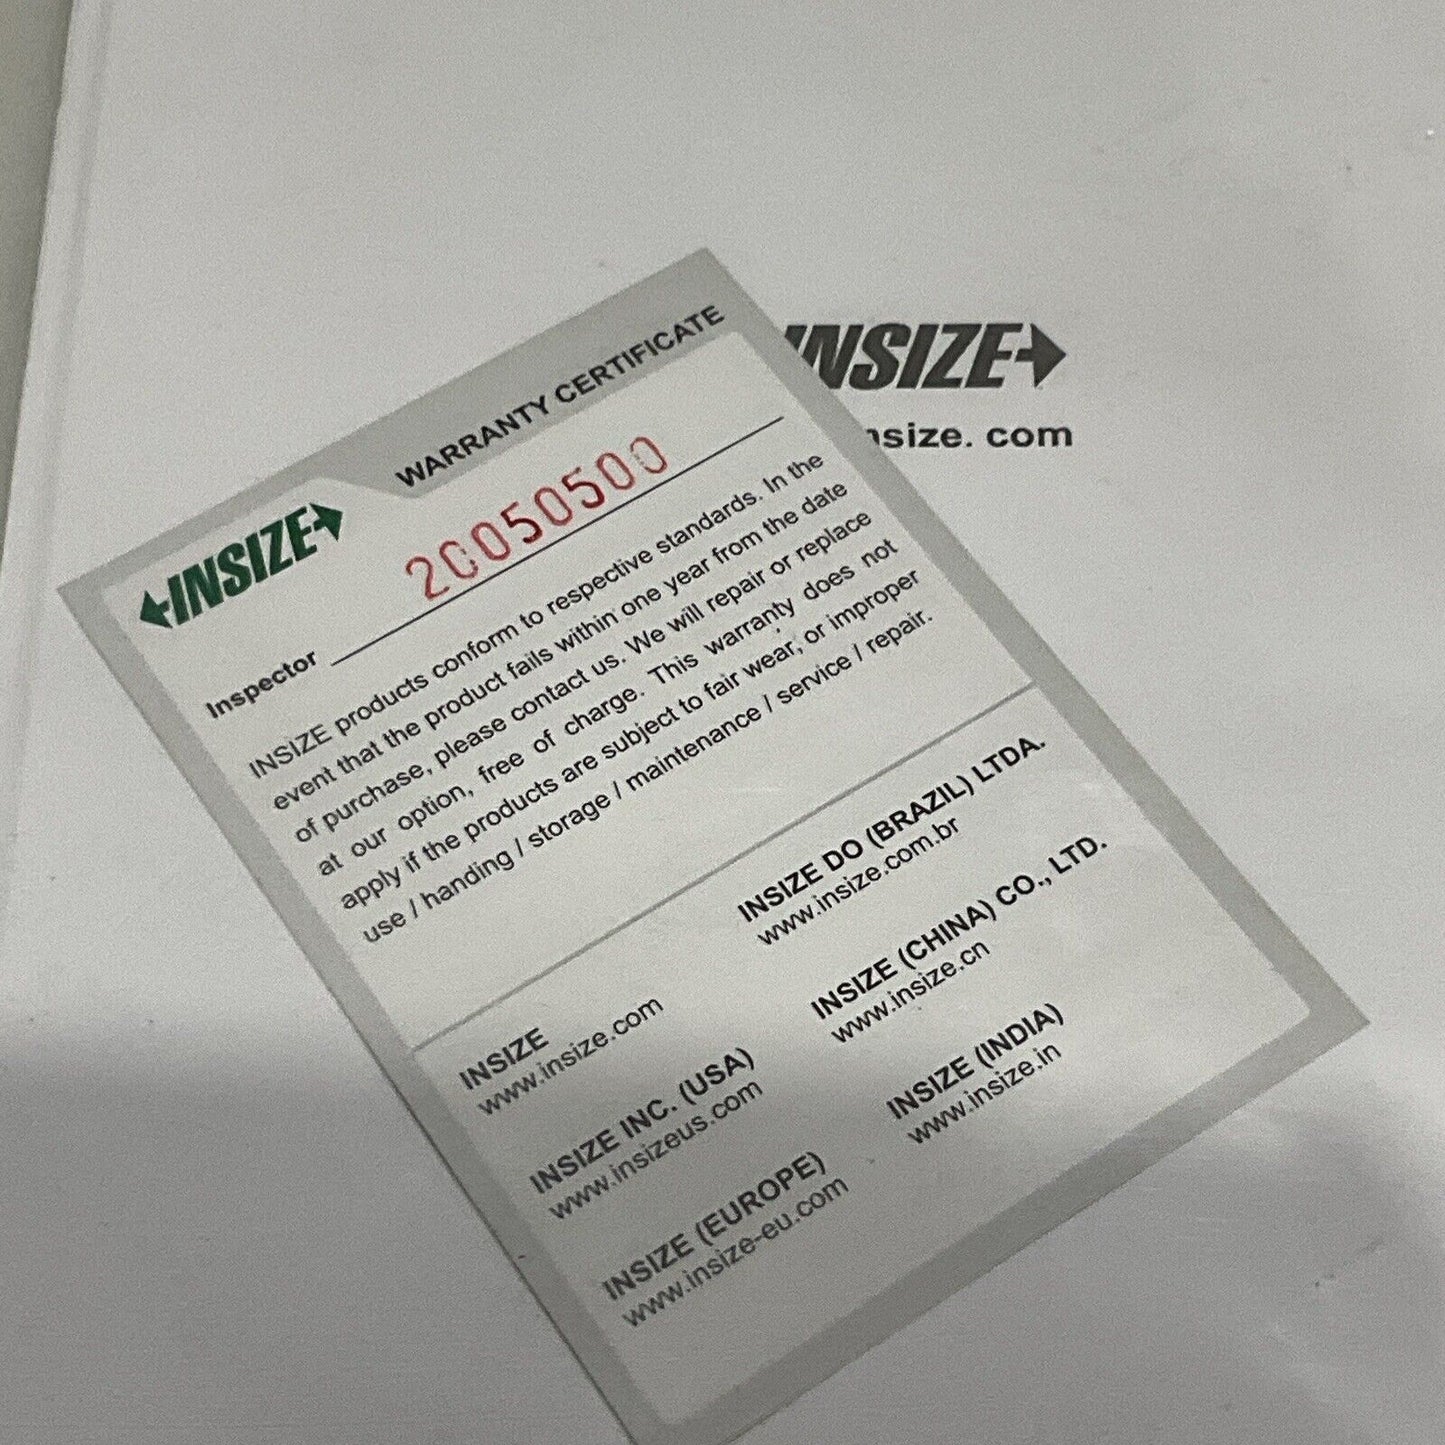 INSIZE
WARRANTY CERTIFICATE
Inspector 20050500
INSIZE products conform to respective standards. In the
event that the product fails within one year from the date
of purchase, please contact us. We will repair or replace
at our option, free of charge. This warranty does not
apply if the products are subject to fair wear, or improper
use / handing / storage / maintenance / service / repair.
INSIZE
www.insize.com
INSIZE INC. (USA)
www.insizeus.com
INSIZE (EUROPE)
www.insize-eu.com
INSIZE DO (BRAZIL) LTDA.
www.insize.com.br
INSIZE (CHINA) CO., LTD.
www.insize.cn
INSIZE (INDIA)
www.insize.in
INSIZE
nsize. com